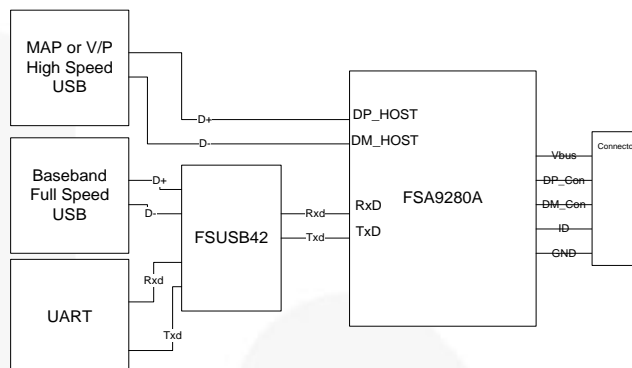 MAP or V/P
High Speed
USB
Baseband
Full Speed
USB
UART
D+
D-
D+
D-
Rxd
Txd
FSUSB42
Rxd
Txd
DP_HOST
DM_HOST
RxD
TxD
FSA9280A
Vbus
DP_Con
DM_Con
ID
GND
Connecto